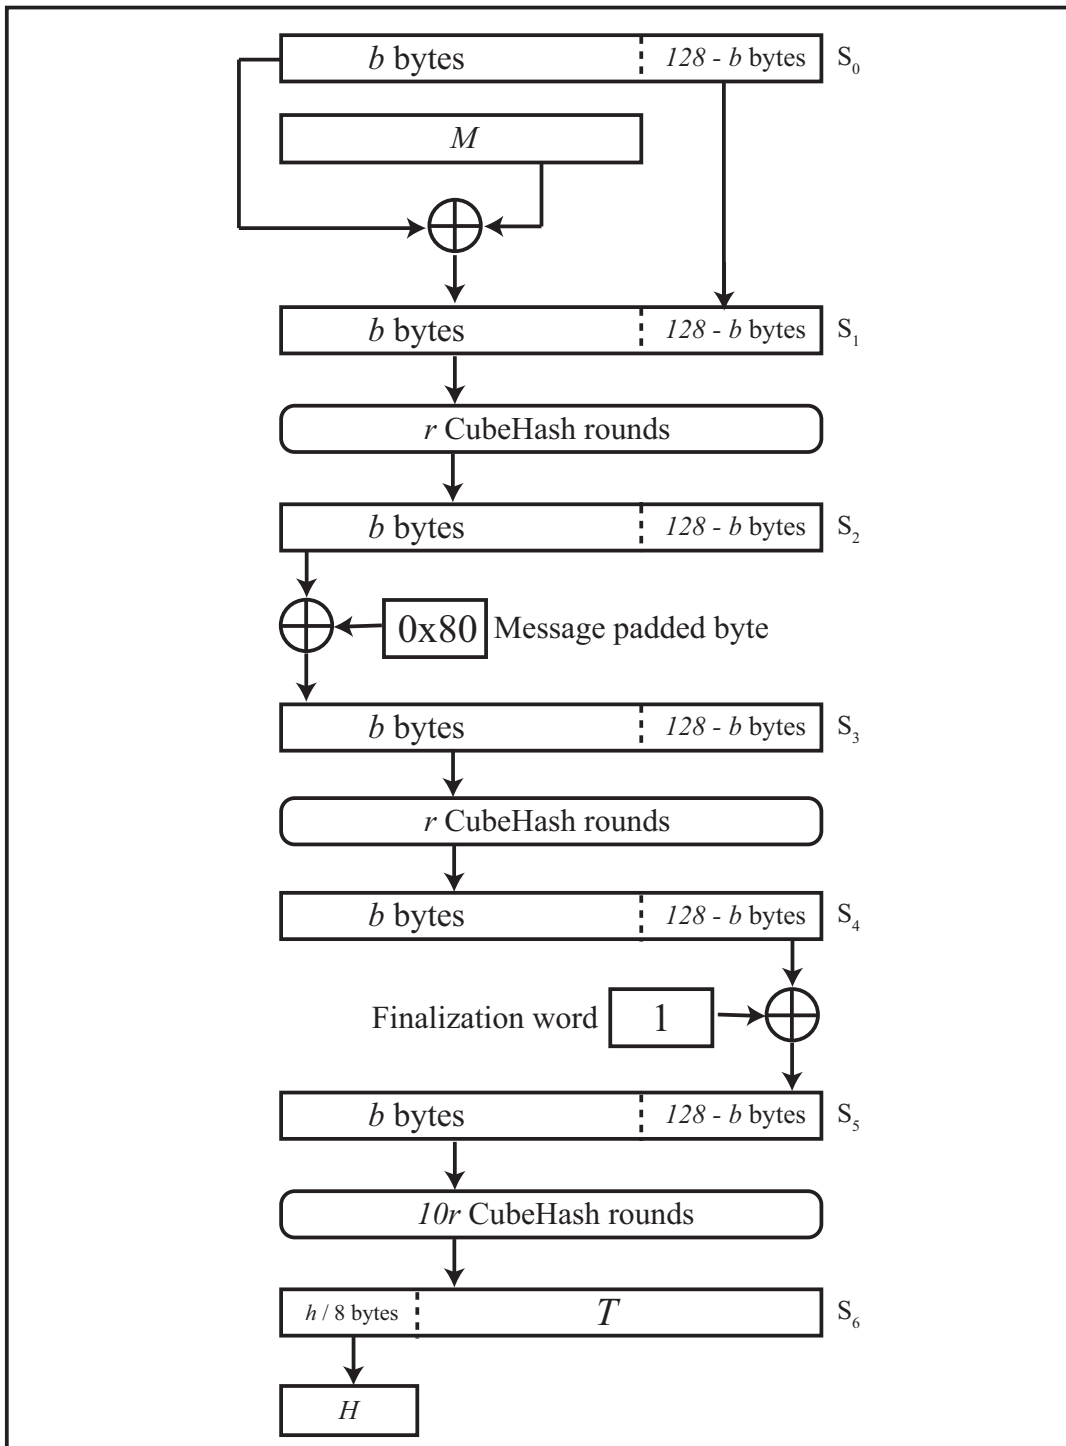 b bytes 128 - b bytes S0
M
b bytes 128 - b bytes S1
r CubeHash rounds
b bytes 128 - b bytes S2
0x80 Message padded byte
b bytes 128 - b bytes S3
r CubeHash rounds
b bytes 128 - b bytes S4
Finalization word 1
b bytes 128 - b bytes S5
10r CubeHash rounds
h / 8 bytes T S6
H